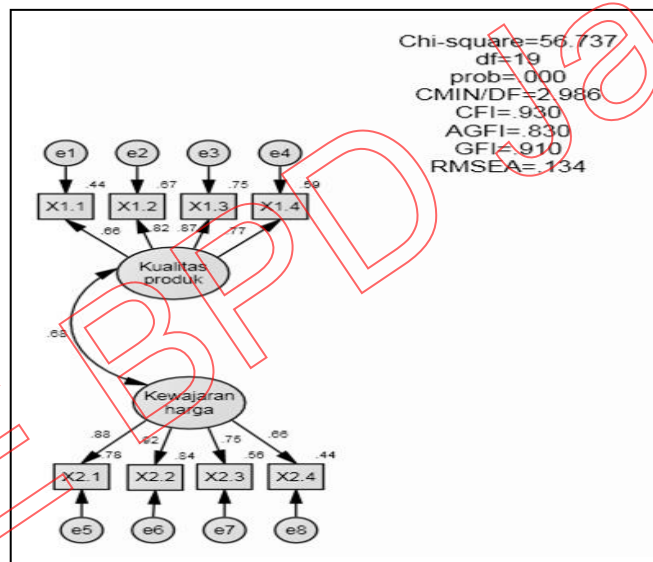 Chi-square=56.737
df=19
prob=.000
CMIN/DF=2.986
CFI=.930
AGFI=.830
GFI=.910
RMSEA=.134
e1 e2 e3 e4
.44 .67 .75 .59
X1.1 X1.2 X1.3 X1.4
.66 .82 .87 .77
Kualitas
produk
.68
Kewajaran
harga
.88 .92 .75 .66
.78 .84 .56 .44
X2.1 X2.2 X2.3 X2.4
e5 e6 e7 e8
BPD Ja